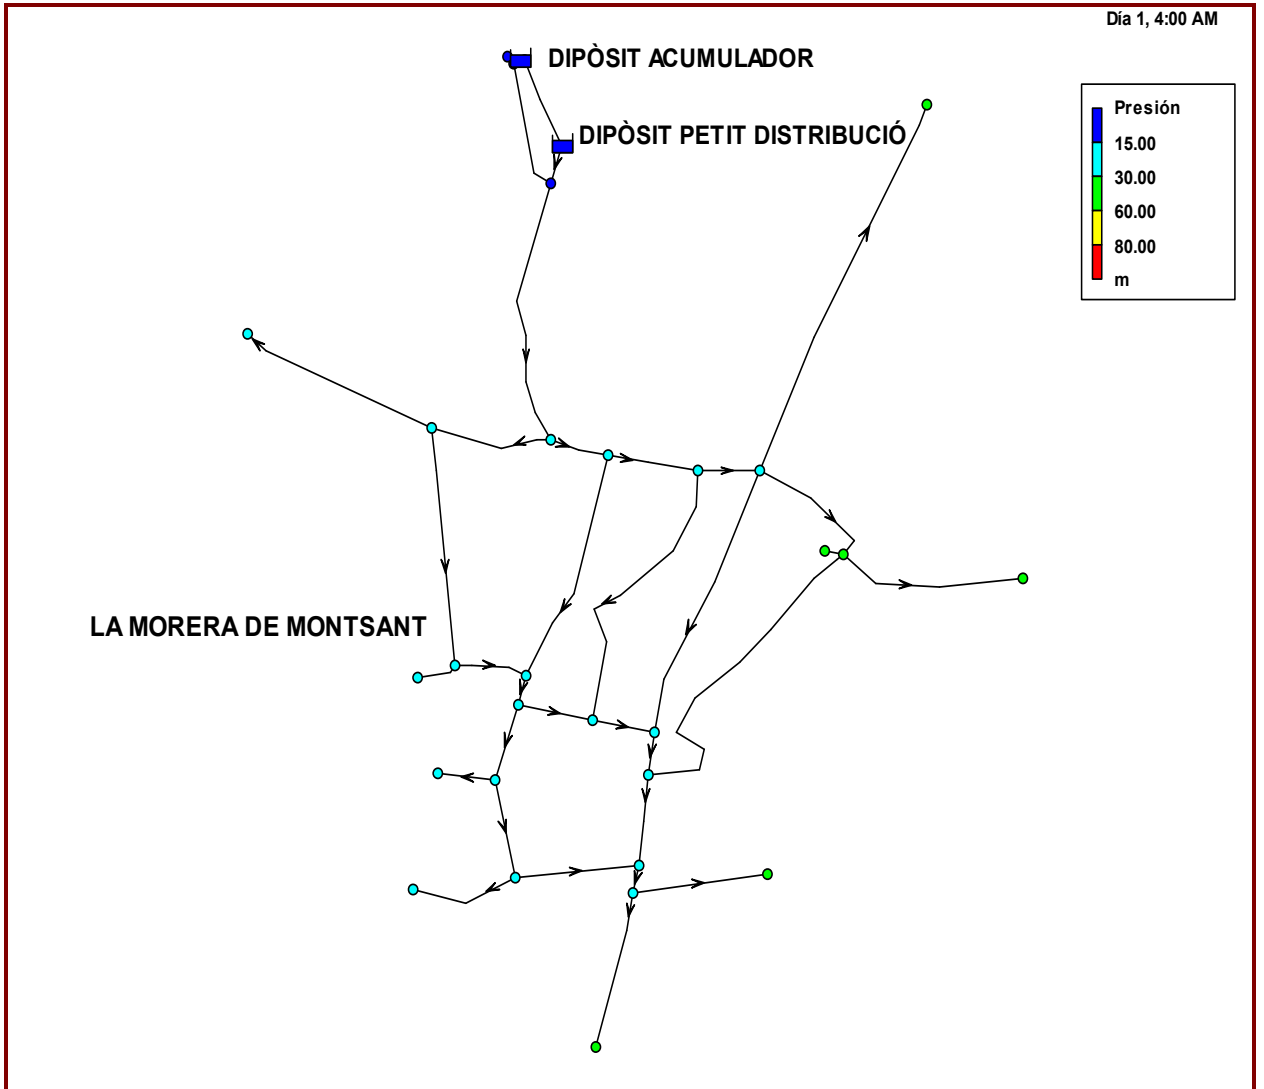 Día 1, 4:00 AM
DIPÒSIT ACUMULADOR
DIPÒSIT PETIT DISTRIBUCIÓ
Presión
15.00
30.00
60.00
80.00
m
LA MORERA DE MONTSANT